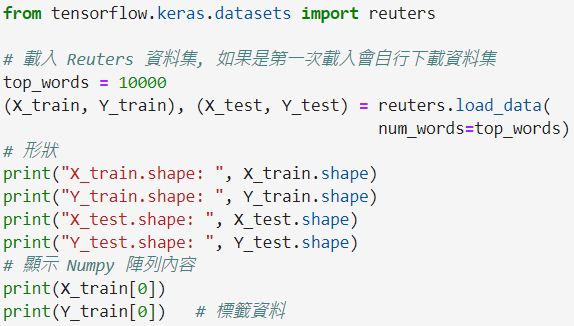 from tensorflow.keras.datasets import reuters
# 載入 Reuters 資料集, 如果是第一次載入會自行下載資料集
top_words = 10000
(X_train, Y_train), (X_test, Y_test) = reuters.load_data(
num_words=top_words)
# 形狀
print("X_train.shape: ", X_train.shape)
print("Y_train.shape: ", Y_train.shape)
print("X_test.shape: ", X_test.shape)
print("Y_test.shape: ", Y_test.shape)
# 顯示 Numpy 陣列內容
print(X_train[0])
print(Y_train[0])   # 標籤資料